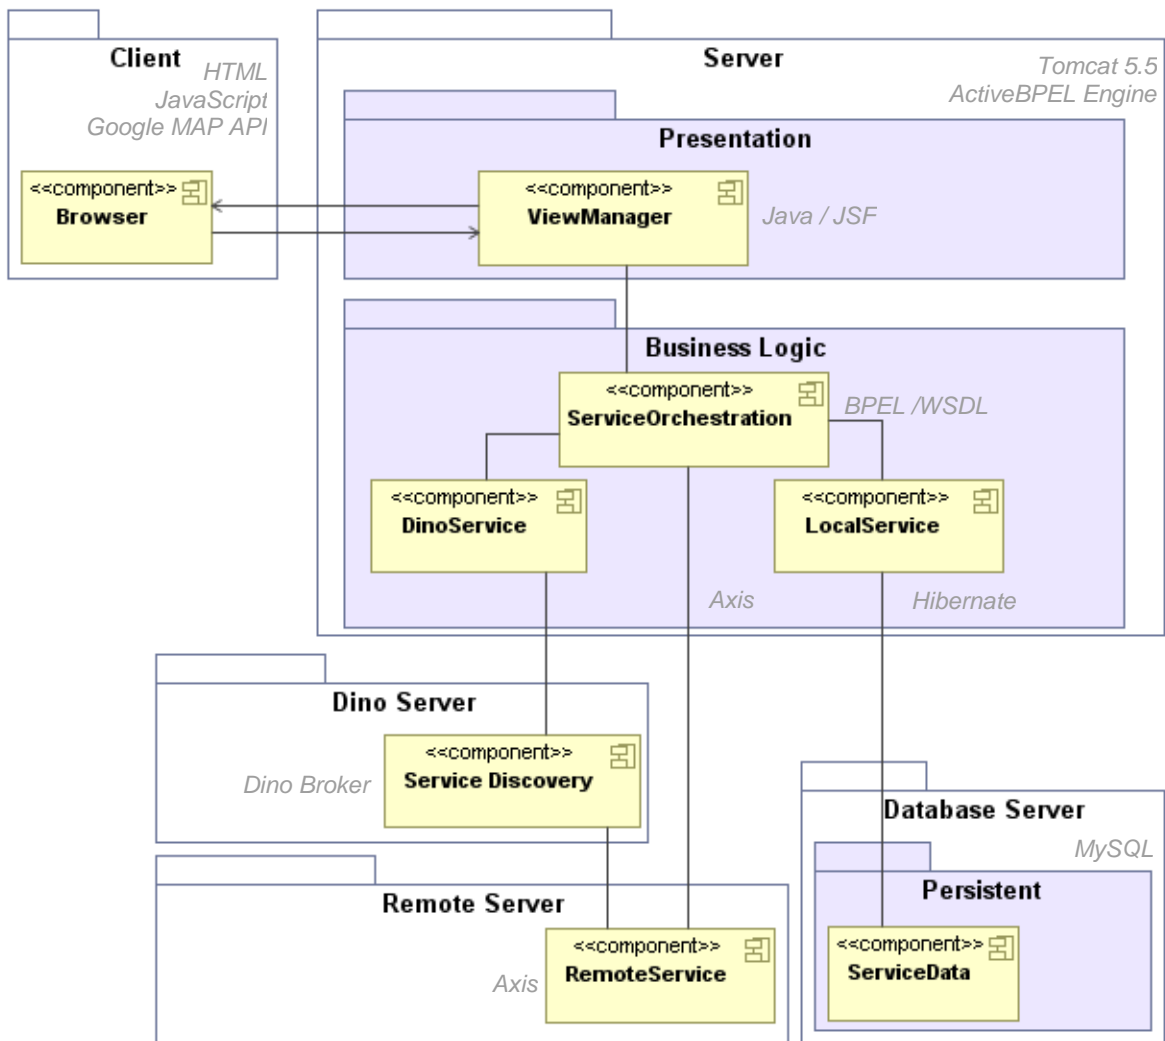 Client
HTML
JavaScript
Google MAP API
<<component>>
Browser
Server
Tomcat 5.5
ActiveBPEL Engine
Presentation
<<component>>
ViewManager
Java / JSF
Business Logic
<<component>>
ServiceOrchestration
BPEL /WSDL
<<component>>
DinoService
<<component>>
LocalService
Axis
Hibernate
Dino Server
<<component>>
Service Discovery
Dino Broker
Remote Server
<<component>>
RemoteService
Axis
Database Server
MySQL
Persistent
<<component>>
ServiceData